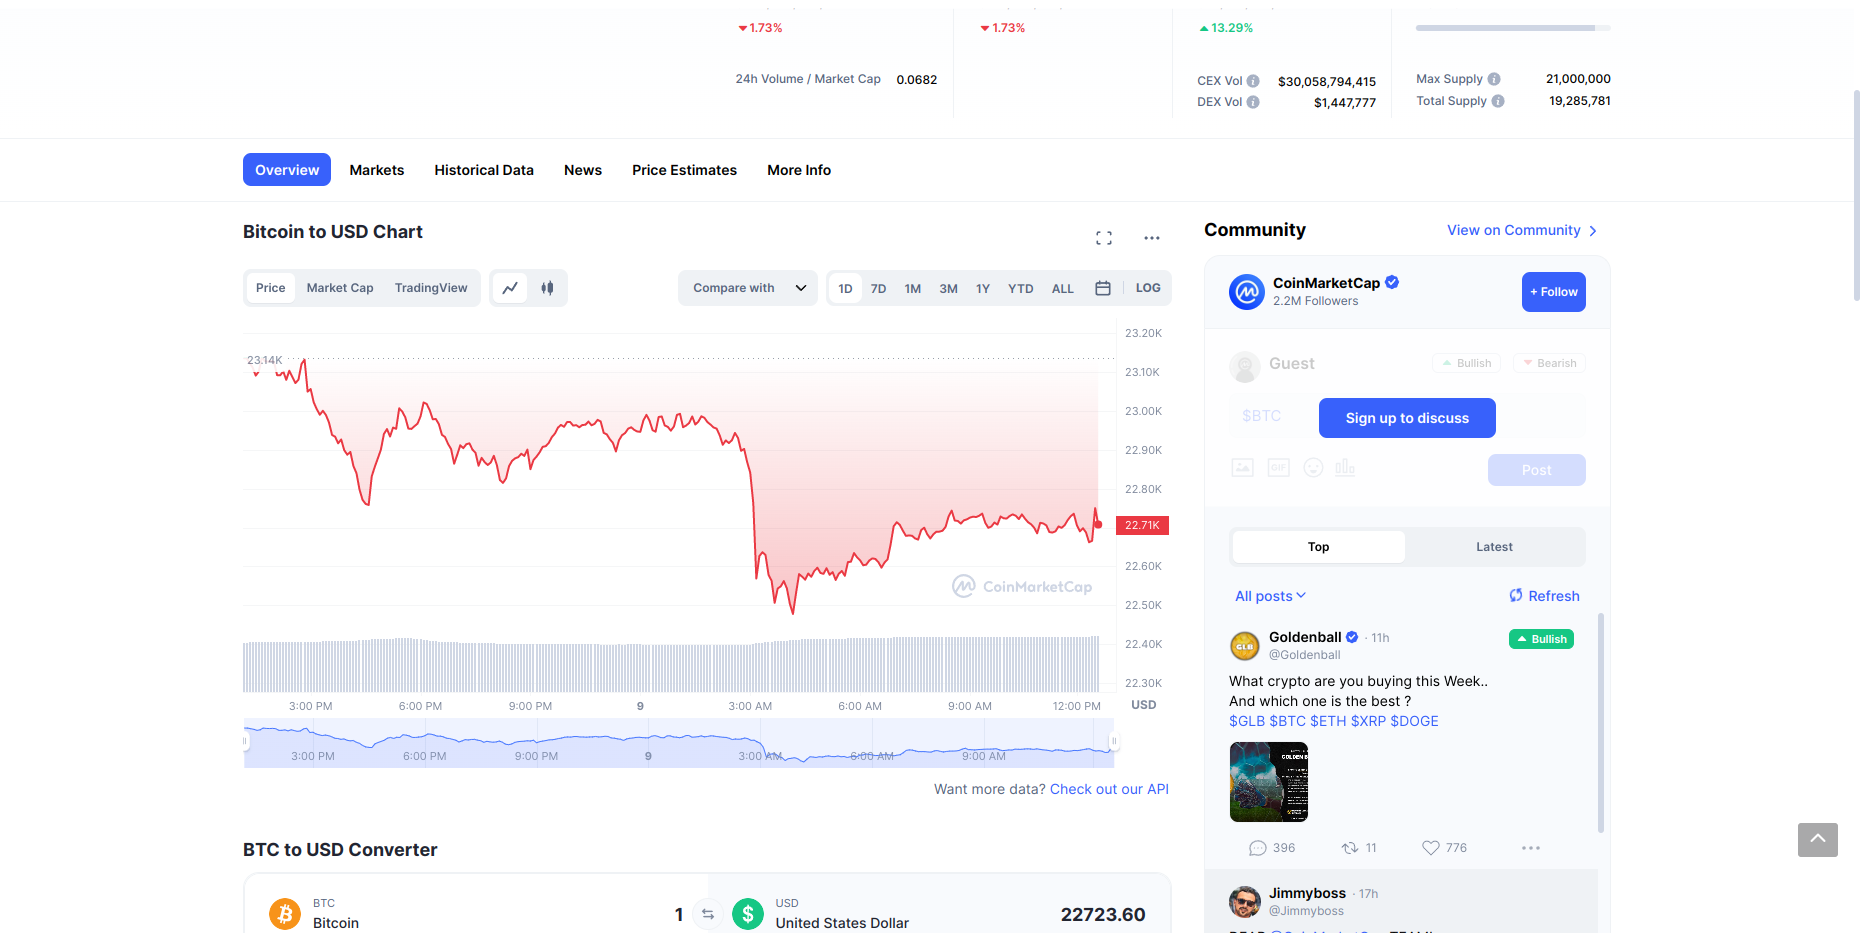 1.73%
1.73%
13.29%
24h Volume / Market Cap 0.0682
CEX Vol $30,058,794,415
DEX Vol $1,447,777
Max Supply 21,000,000
Total Supply 19,285,781
Overview Markets Historical Data News Price Estimates More Info
Bitcoin to USD Chart
Price Market Cap TradingView
Compare with
1D 7D 1M 3M 1Y YTD ALL LOG
23.14K
23.20K
23.10K
23.00K
22.90K
22.80K
22.71K
22.60K
22.50K
22.40K
22.30K
CoinMarketCap
3:00 PM 6:00 PM 9:00 PM 9 3:00 AM 6:00 AM 9:00 AM 12:00 PM USD
3:00 PM 6:00 PM 9:00 PM 9 3:00 AM 6:00 AM 9:00 AM
Want more data? Check out our API
BTC to USD Converter
BTC
Bitcoin
1
USD
United States Dollar
22723.60
Community
View on Community
CoinMarketCap
2.2M Followers
+ Follow
Guest
Bullish
Bearish
$BTC
Sign up to discuss
GIF
Post
Top Latest
All posts
Refresh
Goldenball · 11h
@Goldenball
Bullish
What crypto are you buying this Week..
And which one is the best ?
$GLB $BTC $ETH $XRP $DOGE
GLB
396 11 776
Jimmyboss · 17h
@Jimmyboss